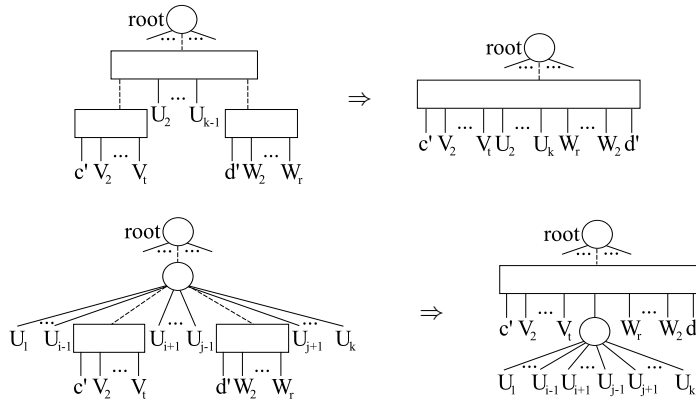 root
... ...
root
... ...
U2 ... Uk-1
⇒
c' V2 ... Vt
d' W2 ... Wr
c' V2 ... Vt U2 ... Uk Wr ... W2 d'
root
... ...
root
... ...
⇒
U1 ... Ui-1 Ui+1 ... Uj-1 Uj+1 ... Uk
c' V2 ... Vt
d' W2 ... Wr
c' V2 ... Vt Wr ... W2 d
U1 ... Ui-1 Ui+1 ... Uj-1 Uj+1 ... Uk